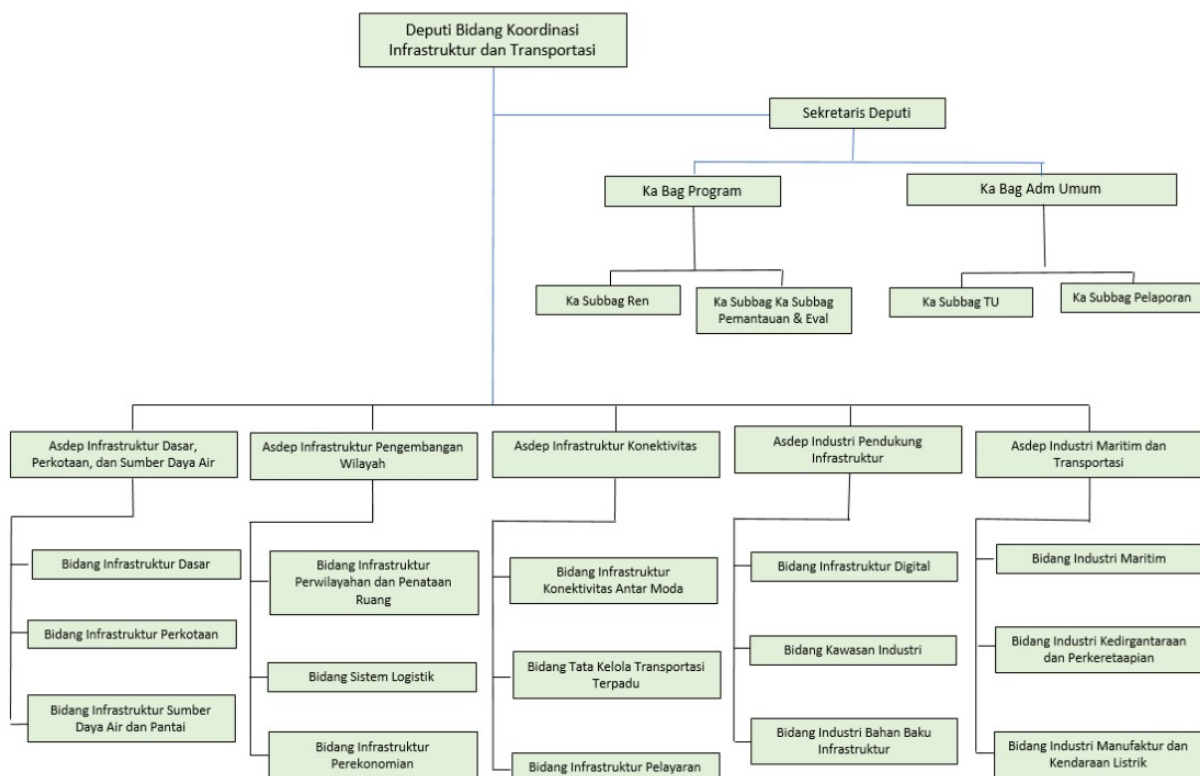 Deputi Bidang Koordinasi
Infrastruktur dan Transportasi
Sekretaris Deputi
Ka Bag Program
Ka Bag Adm Umum
Ka Subbag Ren
Ka Subbag Ka Subbag
Pemantauan & Eval
Ka Subbag TU
Ka Subbag Pelaporan
Asdep Infrastruktur Dasar,
Perkotaan, dan Sumber Daya Air
Asdep Infrastruktur Pengembangan
Wilayah
Asdep Infrastruktur Konektivitas
Asdep Industri Pendukung
Infrastruktur
Asdep Industri Maritim dan
Transportasi
Bidang Infrastruktur Dasar
Bidang Infrastruktur Perkotaan
Bidang Infrastruktur Sumber
Daya Air dan Pantai
Bidang Infrastruktur
Perwilayahan dan Penataan
Ruang
Bidang Sistem Logistik
Bidang Infrastruktur
Perekonomian
Bidang Infrastruktur
Konektivitas Antar Moda
Bidang Tata Kelola Transportasi
Terpadu
Bidang Infrastruktur Pelayaran
Bidang Infrastruktur Digital
Bidang Kawasan Industri
Bidang Industri Bahan Baku
Infrastruktur
Bidang Industri Maritim
Bidang Industri Kedirgantaraan
dan Perkeretaapian
Bidang Industri Manufaktur dan
Kendaraan Listrik